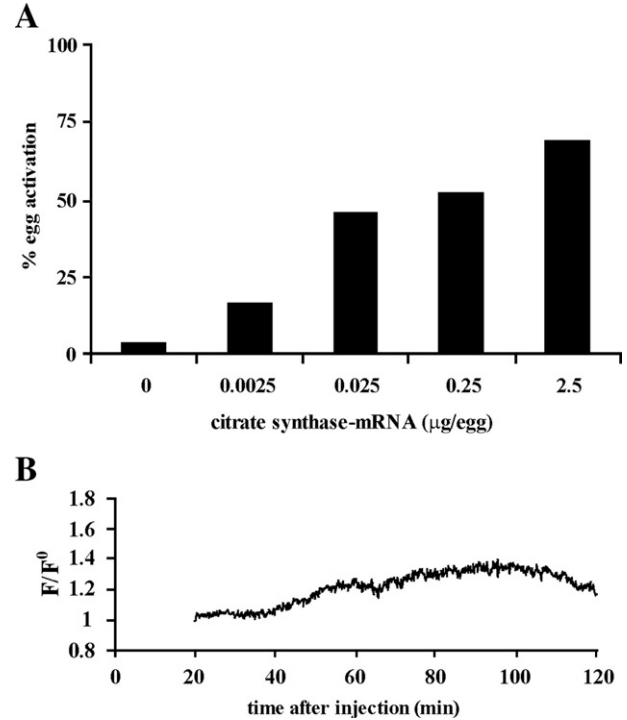 A
100
75
50
25
0
% egg activation
0 0.0025 0.025 0.25 2.5
citrate synthase-mRNA (μg/egg)
B
1.8
1.6
1.4
1.2
1
0.8
F/F⁰
0 20 40 60 80 100 120
time after injection (min)